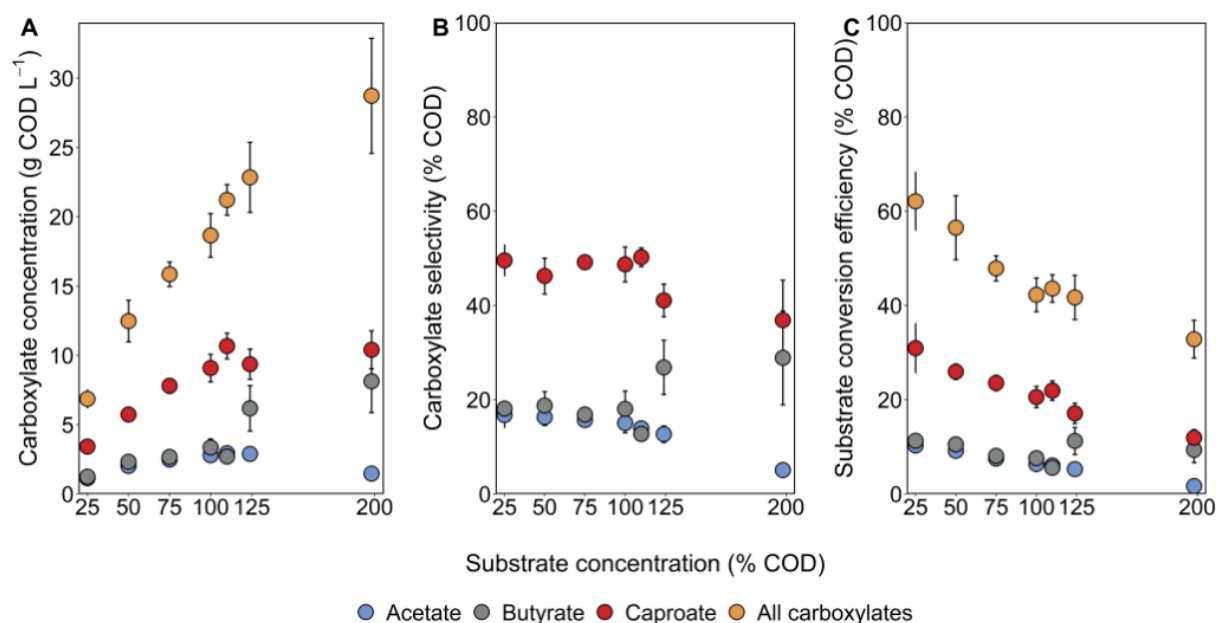 A
Carboxylate concentration (g COD L⁻¹)
30
25
20
15
10
5
0
25 50 75 100 125 200
B
Carboxylate selectivity (% COD)
100
80
60
40
20
0
25 50 75 100 125 200
C
Substrate conversion efficiency (% COD)
100
80
60
40
20
0
25 50 75 100 125 200
Substrate concentration (% COD)
Acetate Butyrate Caproate All carboxylates